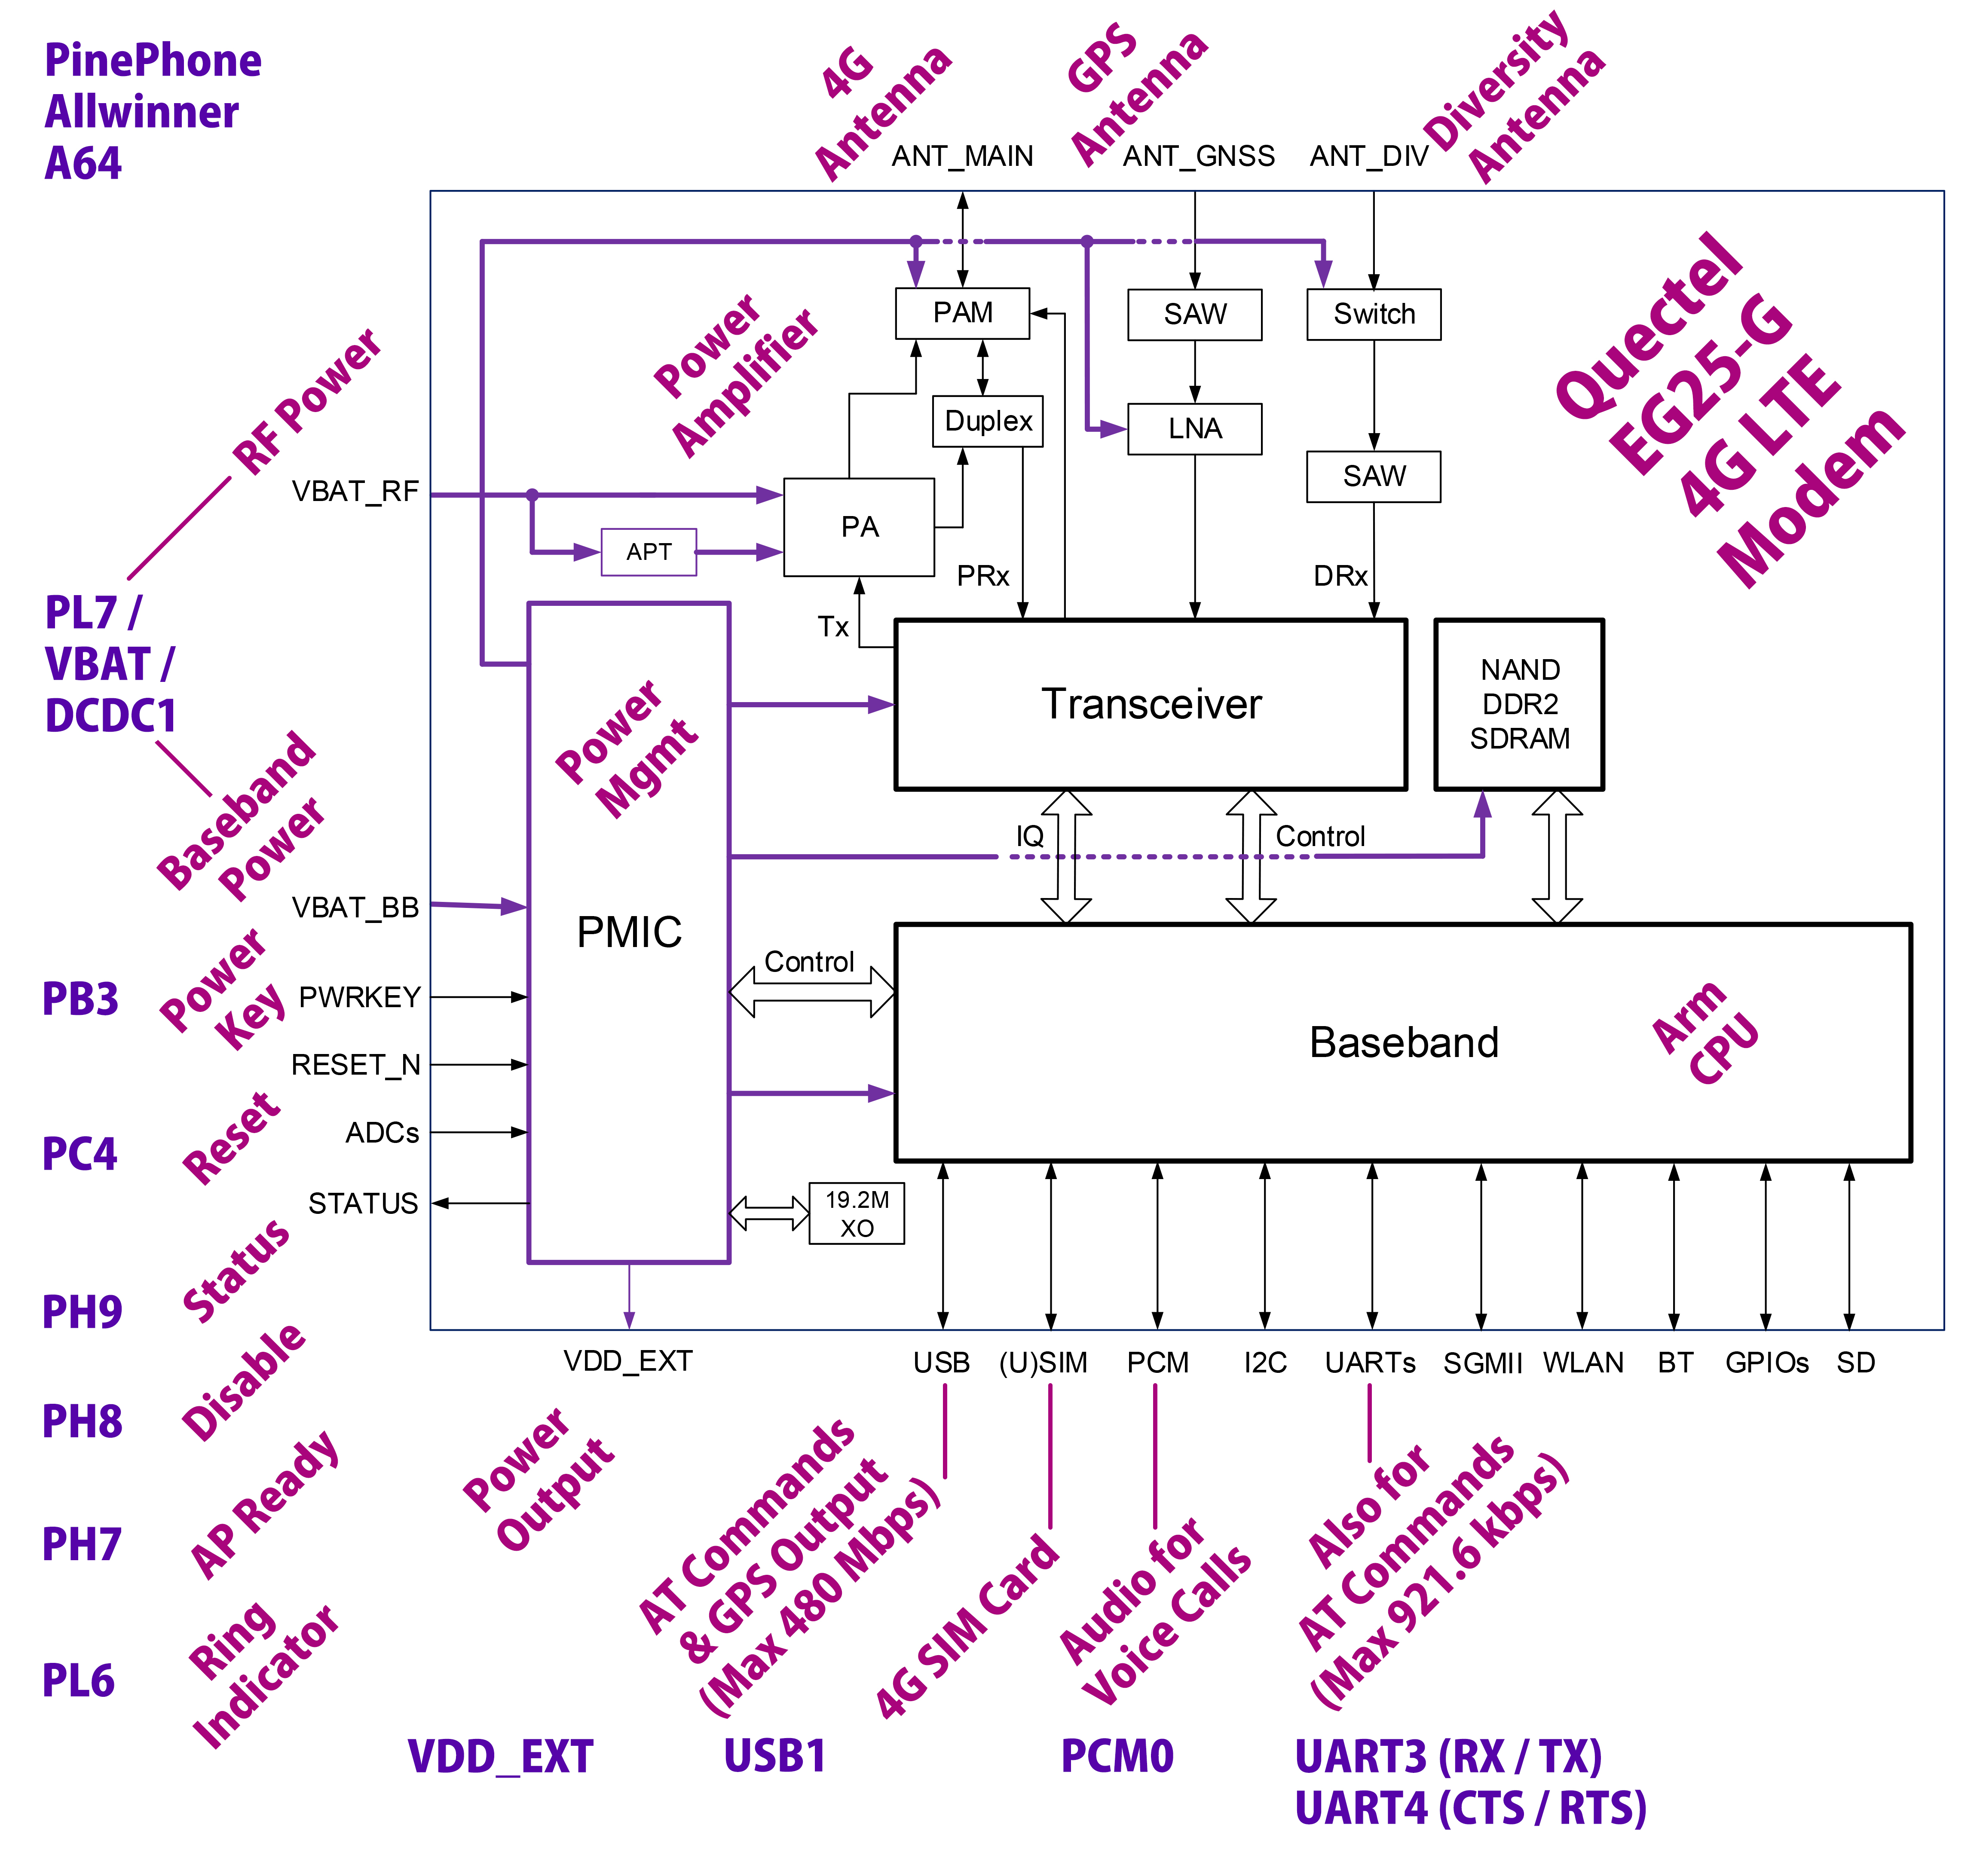 PinePhone
Allwinner
A64
4G
Antenna
GPS
Antenna
Diversity
Antenna
ANT_MAIN
ANT_GNSS
ANT_DIV
Quectel
EG25-G
4G LTE
Modem
RF Power
Power
Amplifier
PAM
SAW
Switch
Duplex
LNA
SAW
VBAT_RF
PA
APT
PRx
DRx
Tx
PL7 /
VBAT /
DCDC1
Power
Mgmt
Transceiver
NAND
DDR2
SDRAM
Baseband
Power
IQ
Control
VBAT_BB
PMIC
Control
PB3
Power
Key
PWRKEY
Baseband
Arm
CPU
RESET_N
PC4
Reset
ADCs
STATUS
19.2M
XO
PH9
Status
VDD_EXT
USB
(U)SIM
PCM
I2C
UARTs
SGMII
WLAN
BT
GPIOs
SD
PH8
Disable
PH7
AP Ready
Power
Output
AT Commands
& GPS Output
(Max 480 Mbps)
4G SIM Card
Audio for
Voice Calls
Also for
AT Commands
(Max 921.6 kbps)
PL6
Ring
Indicator
VDD_EXT
USB1
PCM0
UART3 (RX / TX)
UART4 (CTS / RTS)